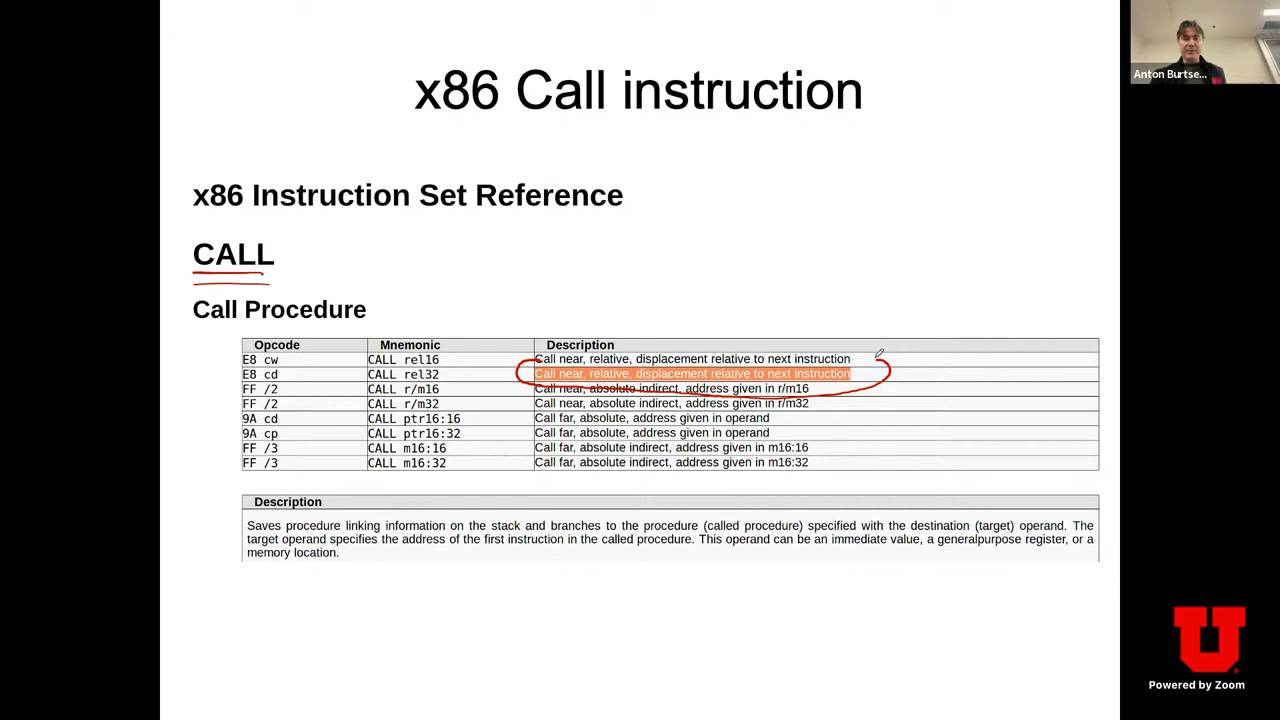 x86 Call instruction
Anton Burtse...
x86 Instruction Set Reference
CALL
Call Procedure
Opcode Mnemonic Description
E8 cw CALL rel16 Call near, relative, displacement relative to next instruction
E8 cd CALL rel32 Call near, relative, displacement relative to next instruction
FF /2 CALL r/m16 Call near, absolute indirect, address given in r/m16
FF /2 CALL r/m32 Call near, absolute indirect, address given in r/m32
9A cd CALL ptr16:16 Call far, absolute, address given in operand
9A cp CALL ptr16:32 Call far, absolute, address given in operand
FF /3 CALL m16:16 Call far, absolute indirect, address given in m16:16
FF /3 CALL m16:32 Call far, absolute indirect, address given in m16:32
Description
Saves procedure linking information on the stack and branches to the procedure (called procedure) specified with the destination (target) operand. The
target operand specifies the address of the first instruction in the called procedure. This operand can be an immediate value, a generalpurpose register, or a
memory location.
U
Powered by Zoom